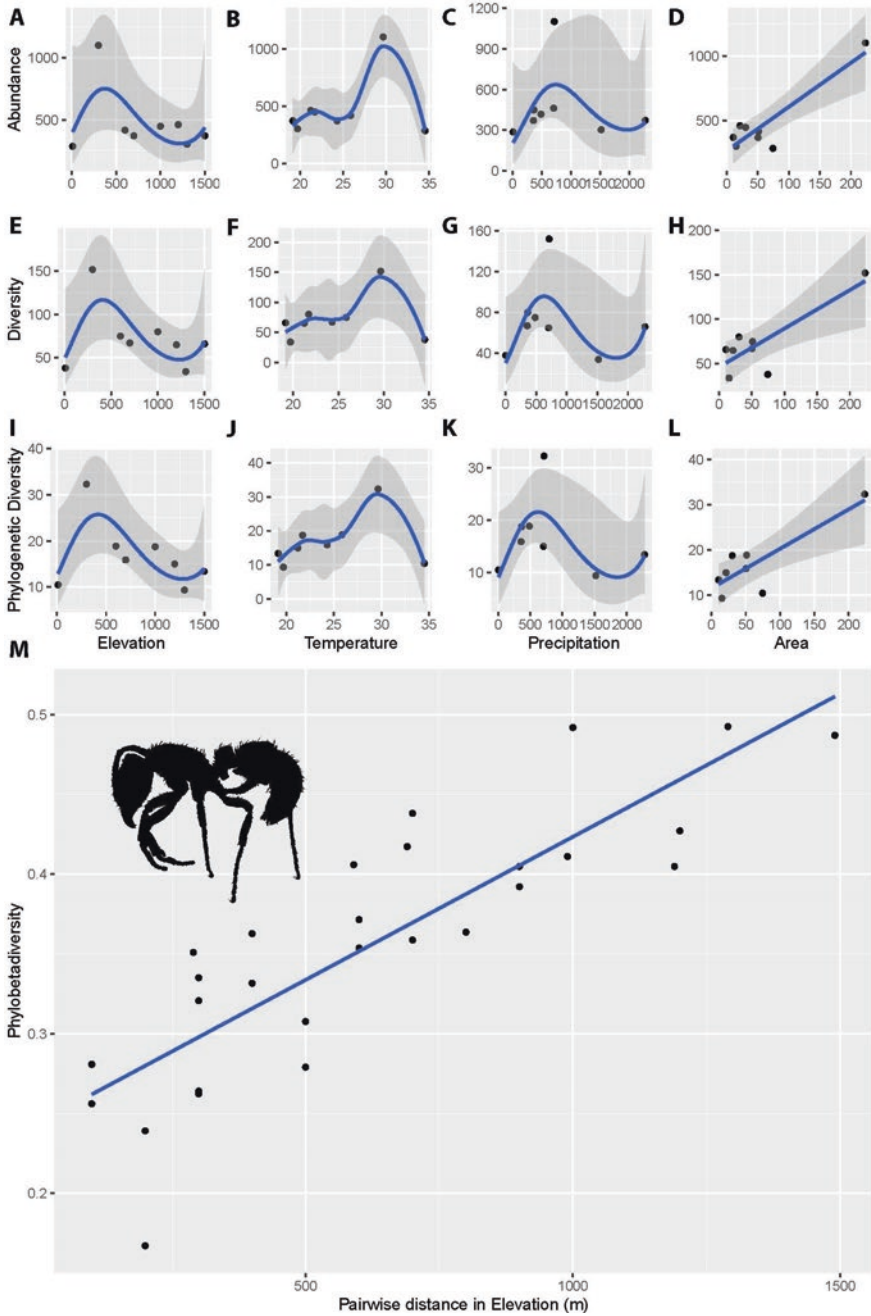 A
B
C
D
Abundance
1000
500
0
0 500 1000 1500
1000
500
0
20 25 30 35
1200
900
600
300
0
0 500 1000 1500 2000
1000
500
0
0 50 100 150 200
E
F
G
H
Diversity
150
100
50
0 500 1000 1500
200
150
100
50
0
20 25 30 35
160
120
80
40
0 500 1000 1500 2000
200
150
100
50
0 50 100 150 200
I
J
K
L
Phylogenetic Diversity
40
30
20
10
0 500 1000 1500
Elevation
40
30
20
10
0
20 25 30 35
Temperature
30
20
10
0 500 1000 1500 2000
Precipitation
40
30
20
10
0 50 100 150 200
Area
M
Phylobetadiversity
0.5
0.4
0.3
0.2
500 1000 1500
Pairwise distance in Elevation (m)